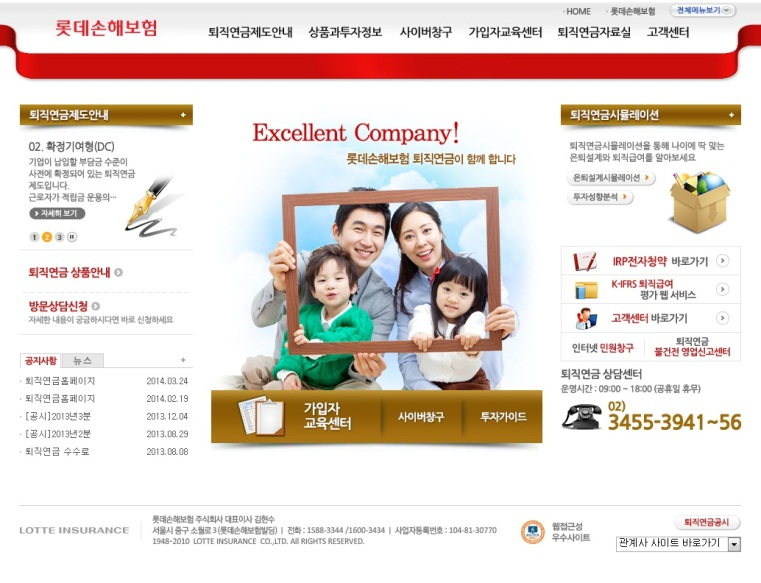 HOME
롯데손해보험
전체메뉴보기
롯데손해보험
퇴직연금제도안내
상품과투자정보
사이버창구
가입자교육센터
퇴직연금자료실
고객센터
퇴직연금제도안내 +
02. 확정기여형(DC)
기업이 납입할 부담금 수준이
사전에 확정되어 있는 퇴직연금
제도입니다.
근로자가 적립금 운용의…
자세히 보기
1 2 3
퇴직연금 상품안내
방문상담신청
자세한 내용이 궁금하시다면 바로 신청하세요
공지사항 뉴스 +
퇴직연금홈페이지 2014.03.24
퇴직연금홈페이지 2014.02.19
[공시]2013년3분 2013.12.04
[공시]2013년2분 2013.08.29
퇴직연금 수수료 2013.08.08
Excellent Company!
롯데손해보험 퇴직연금이 함께 합니다
가입자
교육센터
사이버창구
투자가이드
퇴직연금시뮬레이션 +
퇴직연금시뮬레이션을 통해 나이에 딱 맞는
은퇴설계와 퇴직급여를 알아보세요
은퇴설계시뮬레이션
투자성향분석
IRP전자청약 바로가기
K-IFRS 퇴직급여
평가 웹 서비스
고객센터 바로가기
인터넷 민원창구
퇴직연금
불건전 영업신고센터
퇴직연금 상담센터
운영시간 : 09:00 ~ 18:00 (공휴일 휴무)
02)
3455-3941~56
LOTTE INSURANCE
롯데손해보험 주식회사 대표이사 김현수
서울시 중구 소월로 3 (롯데손해보험빌딩) | 전화 : 1588-3344 /1600-3434 | 사업자등록번호 : 104-81-30770
1948-2010 LOTTE INSURANCE CO.,LTD. All RIGHTS RESERVED.
웹접근성
우수사이트
퇴직연금공시
관계사 사이트 바로가기